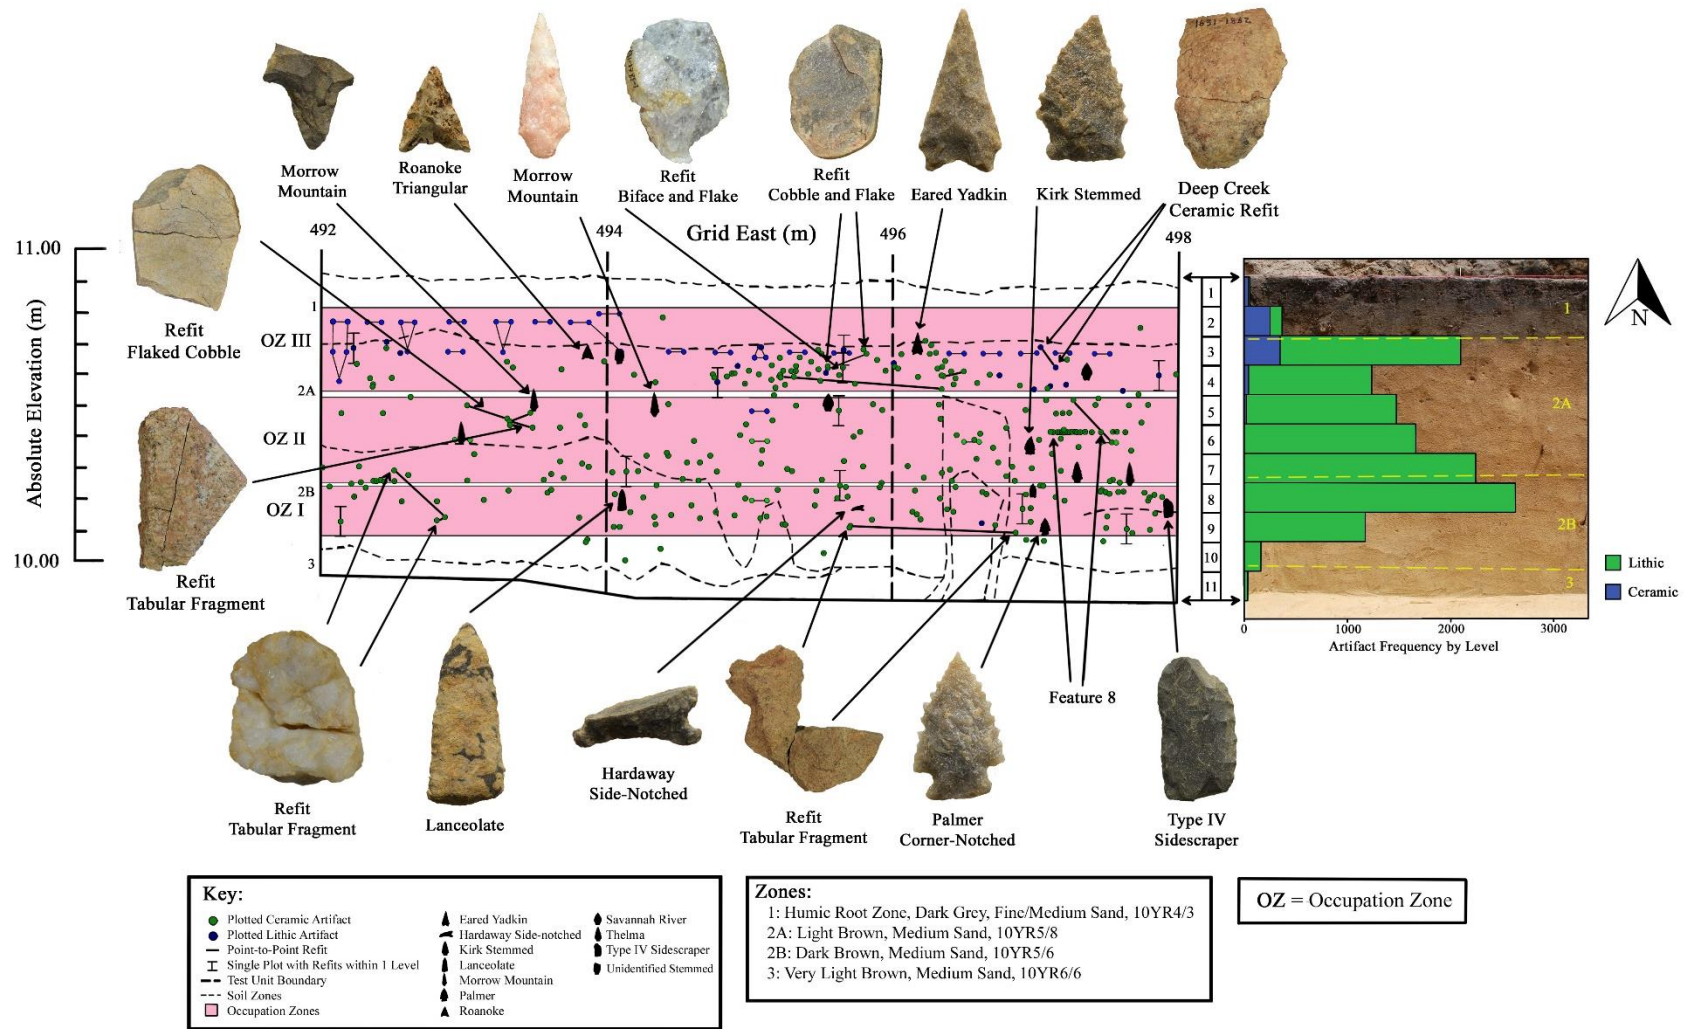 1851-1862
Morrow
Mountain
Roanoke
Triangular
Morrow
Mountain
Refit
Biface and Flake
Refit
Cobble and Flake
Eared Yadkin
Kirk Stemmed
Deep Creek
Ceramic Refit
Refit
Flaked Cobble
Refit
Tabular Fragment
492
494
Grid East (m)
496
498
11.00
Absolute Elevation (m)
10.00
1
OZ III
2A
OZ II
2B
OZ I
3
1
2
3
4
5
6
7
8
9
10
11
1
2A
2B
3
N
Lithic
Ceramic
0
1000
2000
3000
Artifact Frequency by Level
Refit
Tabular Fragment
Lanceolate
Hardaway
Side-Notched
Refit
Tabular Fragment
Palmer
Corner-Notched
Feature 8
Type IV
Sidescraper
Key:
Plotted Ceramic Artifact
Plotted Lithic Artifact
Point-to-Point Refit
Single Plot with Refits within 1 Level
Test Unit Boundary
Soil Zones
Occupation Zones
Eared Yadkin
Hardaway Side-notched
Kirk Stemmed
Lanceolate
Morrow Mountain
Palmer
Roanoke
Savannah River
Thelma
Type IV Sidescraper
Unidentified Stemmed
Zones:
1: Humic Root Zone, Dark Grey, Fine/Medium Sand, 10YR4/3
2A: Light Brown, Medium Sand, 10YR5/8
2B: Dark Brown, Medium Sand, 10YR5/6
3: Very Light Brown, Medium Sand, 10YR6/6
OZ = Occupation Zone